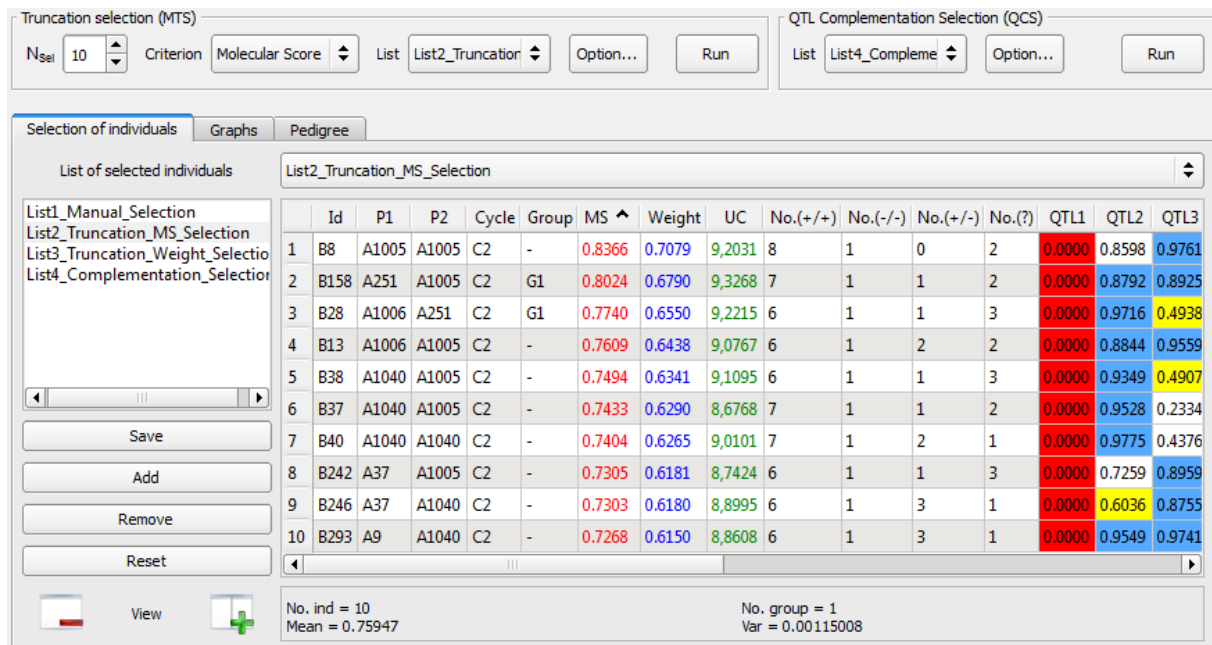 Truncation selection (MTS)
QTL Complementation Selection (QCS)
NSel 10 Criterion Molecular Score List List2_Truncation Option... Run
List List4_Compleme Option... Run
Selection of individuals Graphs Pedigree
List of selected individuals
List2_Truncation_MS_Selection
List1_Manual_Selection
List2_Truncation_MS_Selection
List3_Truncation_Weight_Selectio
List4_Complementation_Selection
Save
Add
Remove
Reset
View
Id P1 P2 Cycle Group MS Weight UC No.(+/+) No.(-/-) No.(+/-) No.(?) QTL1 QTL2 QTL3
1 B8 A1005 A1005 C2 - 0.8366 0.7079 9,2031 8 1 0 2 0.0000 0.8598 0.9761
2 B158 A251 A1005 C2 G1 0.8024 0.6790 9,3268 7 1 1 2 0.0000 0.8792 0.8925
3 B28 A1006 A251 C2 G1 0.7740 0.6550 9,2215 6 1 1 3 0.0000 0.9716 0.4938
4 B13 A1006 A1005 C2 - 0.7609 0.6438 9,0767 6 1 2 2 0.0000 0.8844 0.9559
5 B38 A1040 A1005 C2 - 0.7494 0.6341 9,1095 6 1 1 3 0.0000 0.9349 0.4907
6 B37 A1040 A1005 C2 - 0.7433 0.6290 8,6768 7 1 1 2 0.0000 0.9528 0.2334
7 B40 A1040 A1040 C2 - 0.7404 0.6265 9,0101 7 1 2 1 0.0000 0.9775 0.4376
8 B242 A37 A1005 C2 - 0.7305 0.6181 8,7424 6 1 1 3 0.0000 0.7259 0.8959
9 B246 A37 A1040 C2 - 0.7303 0.6180 8,8995 6 1 3 1 0.0000 0.6036 0.8755
10 B293 A9 A1040 C2 - 0.7268 0.6150 8,8608 6 1 3 1 0.0000 0.9549 0.9741
No. ind = 10 No. group = 1
Mean = 0.75947 Var = 0.00115008